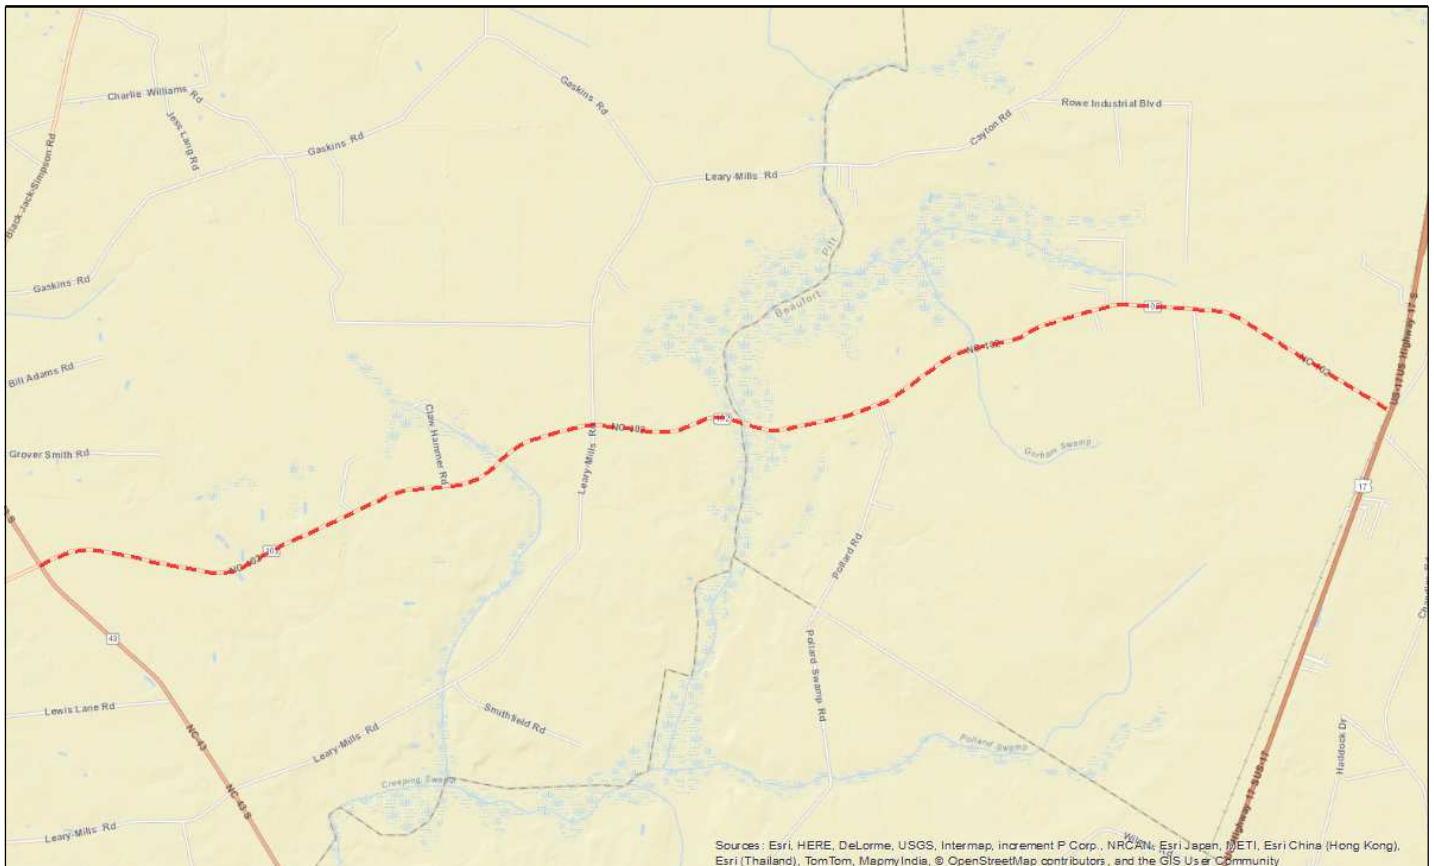 Charlie Williams Rd
Jess Lang Rd
Gaskins Rd
Gaskins Rd
Rowe Industrial Blvd
Cayton Rd
Leary-Mills Rd
Black Jack-Simpson Rd
Pitt
Beaufort
Gaskins Rd
NC-102
NC-102
US-17 US Highway 17 S
Bill Adams Rd
Claw Hammer Rd
NC-102
Leary-Mills Rd
Grover Smith Rd
Gorham Swamp
17
NC-102
Pollard Rd
43
Pollard Swamp Rd
Lewis Lane Rd
Smithfield Rd
NC-43
Leary-Mills Rd
Pollard Swamp
Haddock Dr
Creeping Swamp
NC-43 S
Highway 17 S US-17
Leary-Mills Rd
Sources: Esri, HERE, DeLorme, USGS, Intermap, increment P Corp., NRCAN, Esri Japan, METI, Esri China (Hong Kong),
Esri (Thailand), TomTom, MapmyIndia, © OpenStreetMap contributors, and the GIS User Community